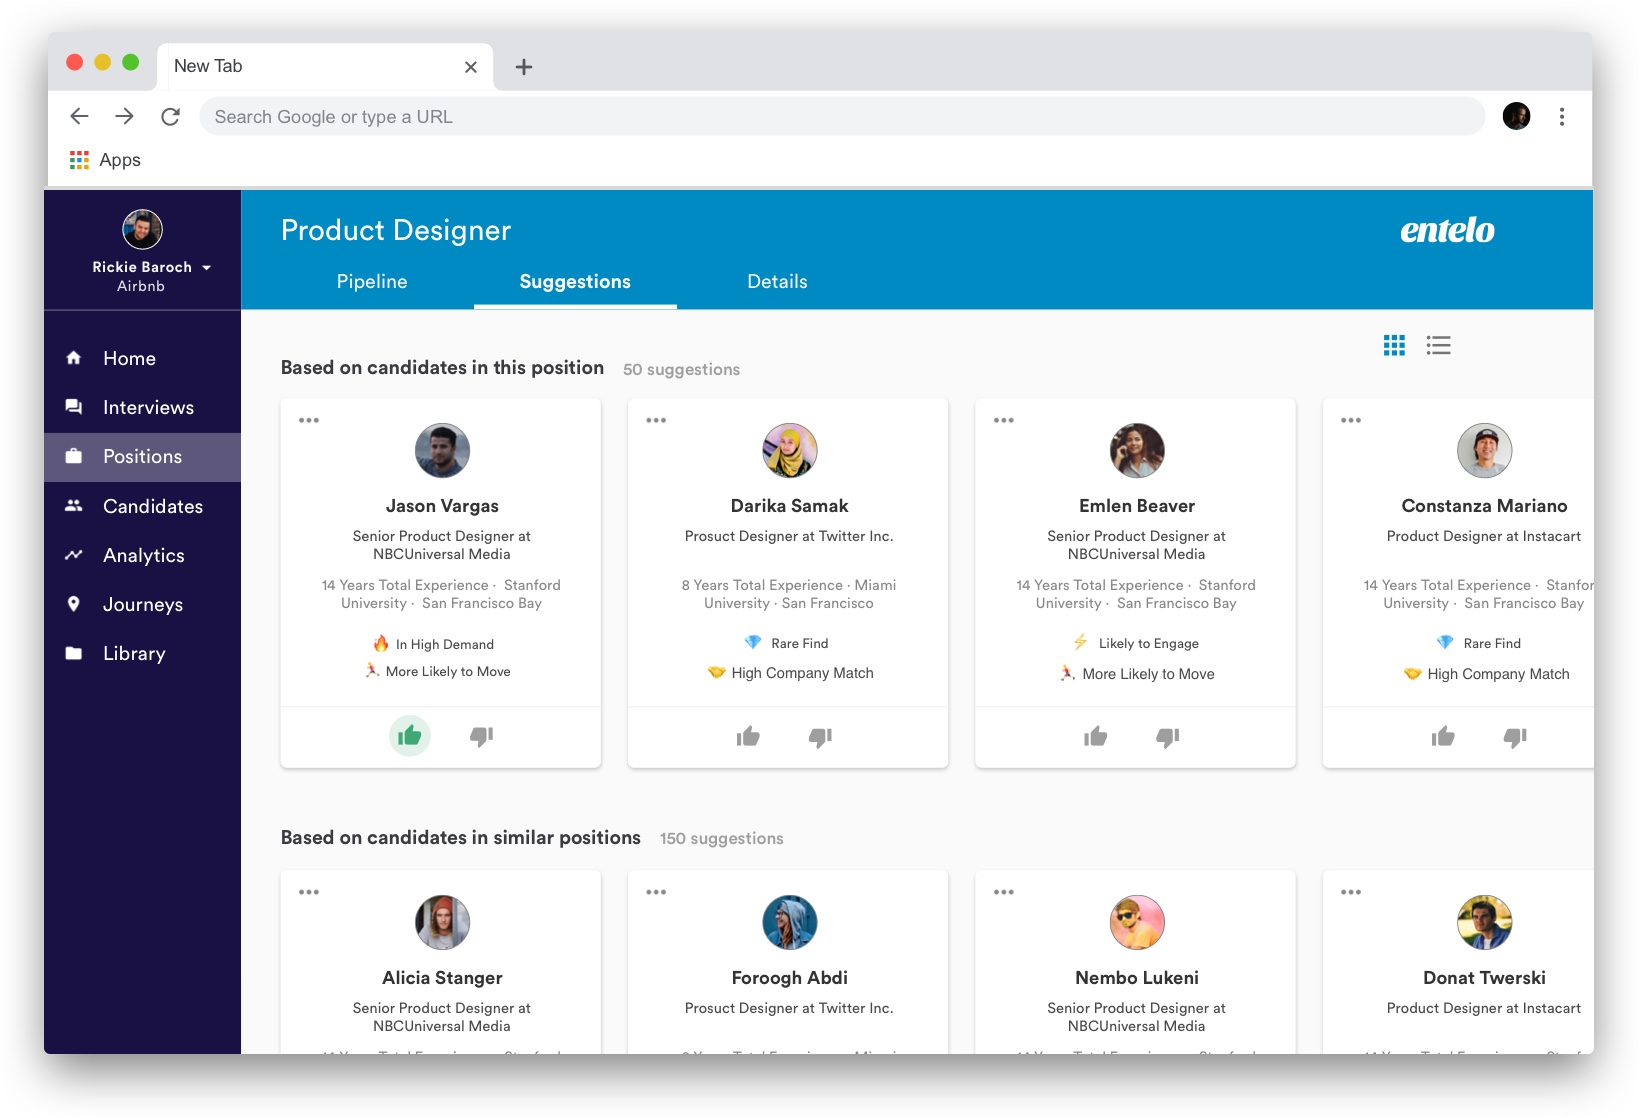 New Tab
Search Google or type a URL
Apps
Rickie Baroch
Airbnb
Home
Interviews
Positions
Candidates
Analytics
Journeys
Library
Product Designer
entelo
Pipeline
Suggestions
Details
Based on candidates in this position
50 suggestions
Jason Vargas
Senior Product Designer at
NBCUniversal Media
14 Years Total Experience · Stanford
University · San Francisco Bay
In High Demand
More Likely to Move
Darika Samak
Prosuct Designer at Twitter Inc.
8 Years Total Experience · Miami
University · San Francisco
Rare Find
High Company Match
Emlen Beaver
Senior Product Designer at
NBCUniversal Media
14 Years Total Experience · Stanford
University · San Francisco Bay
Likely to Engage
More Likely to Move
Constanza Mariano
Product Designer at Instacart
14 Years Total Experience · Stanfor
University · San Francisco Bay
Rare Find
High Company Match
Based on candidates in similar positions
150 suggestions
Alicia Stanger
Senior Product Designer at
NBCUniversal Media
Foroogh Abdi
Prosuct Designer at Twitter Inc.
Nembo Lukeni
Senior Product Designer at
NBCUniversal Media
Donat Twerski
Product Designer at Instacart